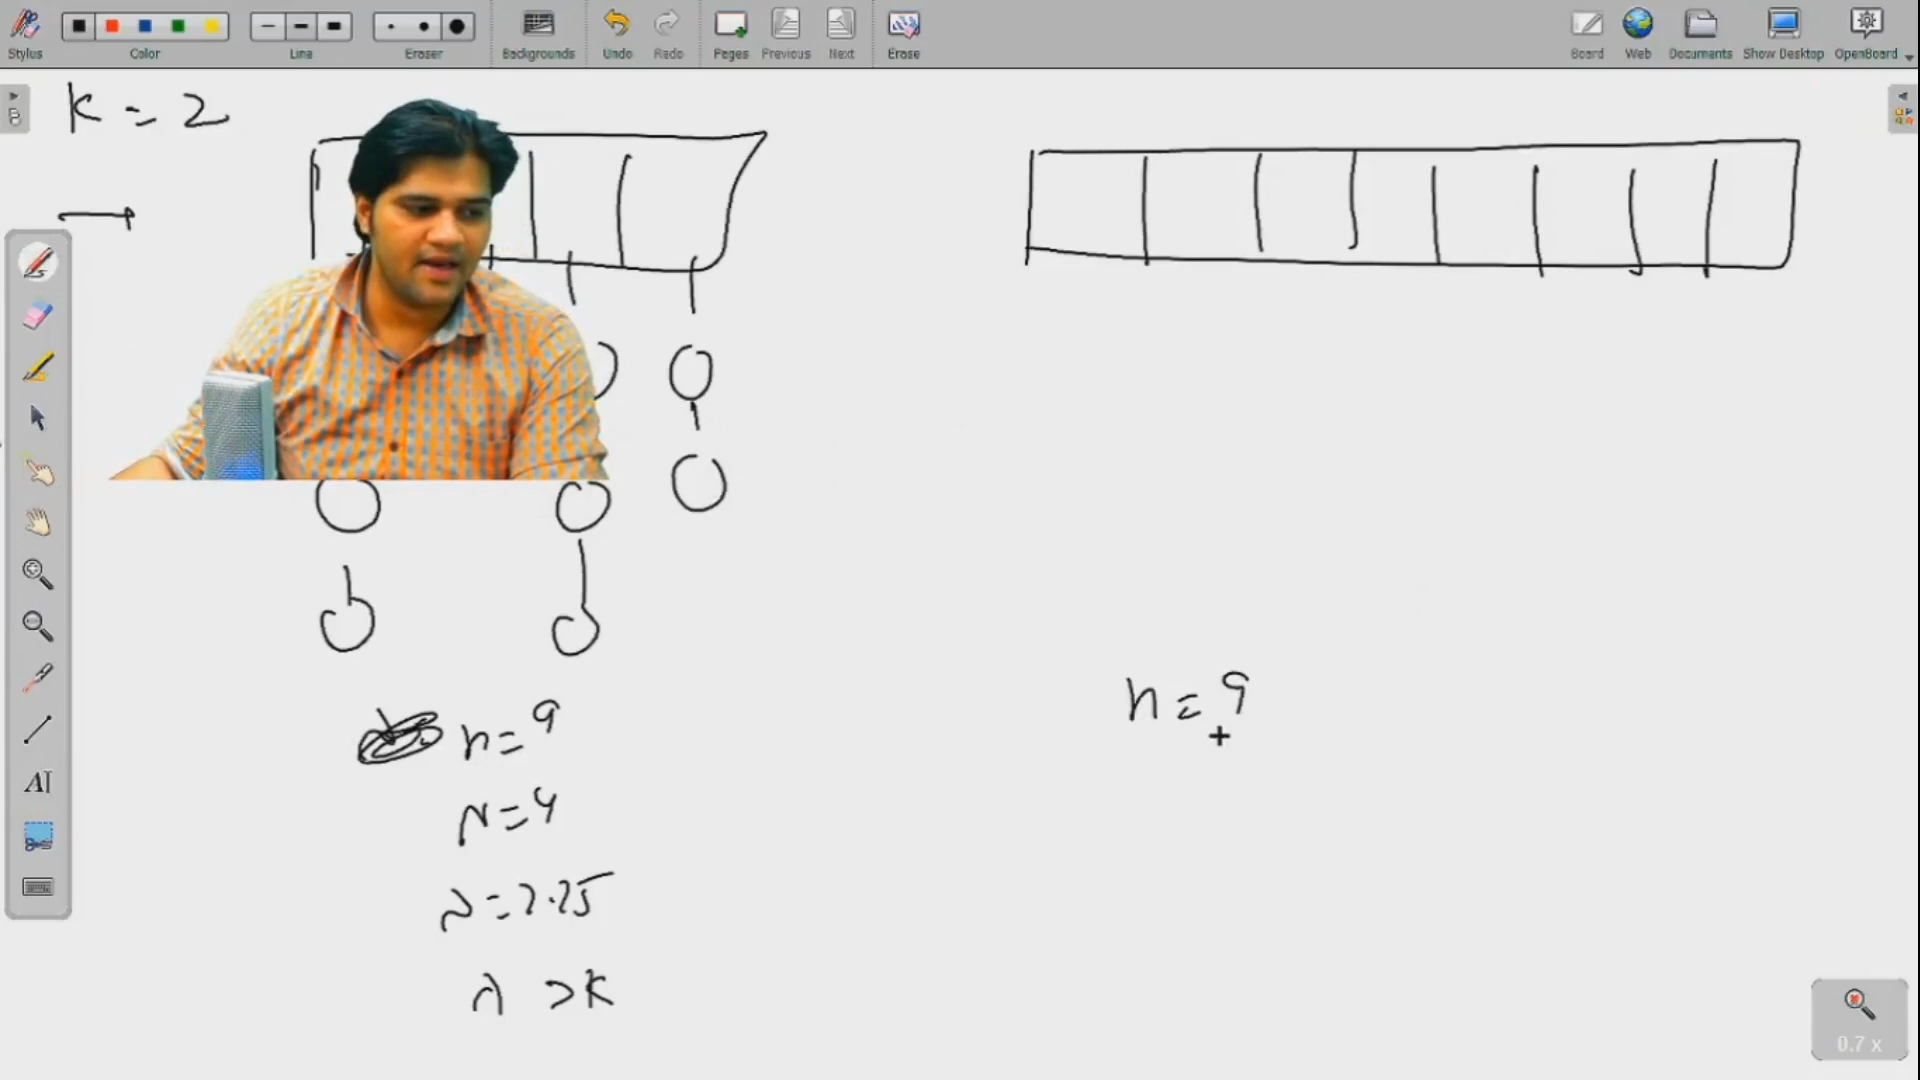 Stylus
Color
Line
Eraser
Backgrounds
Undo
Redo
Pages
Previous
Next
Erase
Board
Web
Documents
Show Desktop
OpenBoard
B
K = 2
n = 9
n = 9
N = 4
λ = 2.25
λ > K
AI
0.7 x